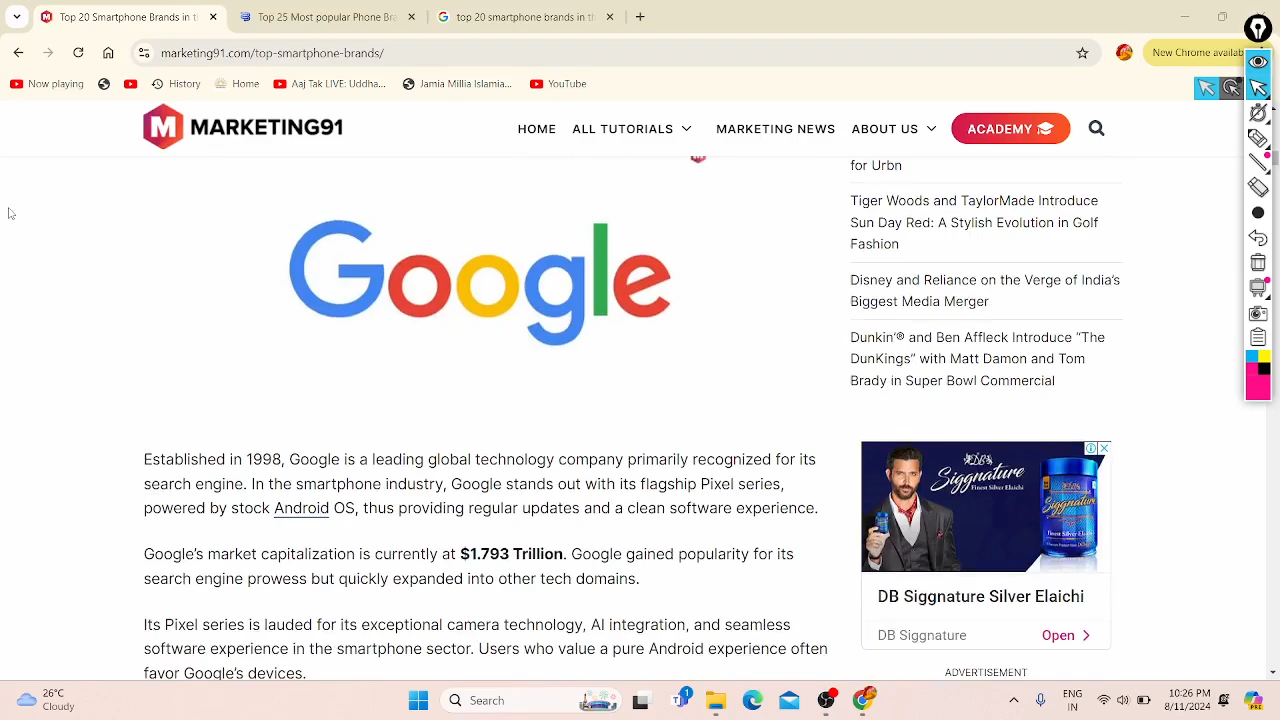 Top 20 Smartphone Brands in t
Top 25 Most popular Phone Br
top 20 smartphone brands in th
marketing91.com/top-smartphone-brands/
New Chrome availab
Now playing
History
Home
Aaj Tak LIVE: Uddha...
Jamia Millia Islamia...
YouTube
M MARKETING91
HOME
ALL TUTORIALS
MARKETING NEWS
ABOUT US
ACADEMY
for Urbn
Tiger Woods and TaylorMade Introduce
Sun Day Red: A Stylish Evolution in Golf
Fashion
Disney and Reliance on the Verge of India's
Biggest Media Merger
Dunkin'® and Ben Affleck Introduce "The
DunKings" with Matt Damon and Tom
Brady in Super Bowl Commercial
Google
Established in 1998, Google is a leading global technology company primarily recognized for its
search engine. In the smartphone industry, Google stands out with its flagship Pixel series,
powered by stock Android OS, thus providing regular updates and a clean software experience.
Google's market capitalization is currently at $1.793 Trillion. Google gained popularity for its
search engine prowess but quickly expanded into other tech domains.
Its Pixel series is lauded for its exceptional camera technology, AI integration, and seamless
software experience in the smartphone sector. Users who value a pure Android experience often
favor Google's devices.
Siggnature
Finest Silver Elaichi
DB Siggnature Silver Elaichi
DB Siggnature
Open
ADVERTISEMENT
26°C
Cloudy
Search
ENG
IN
10:26 PM
8/11/2024